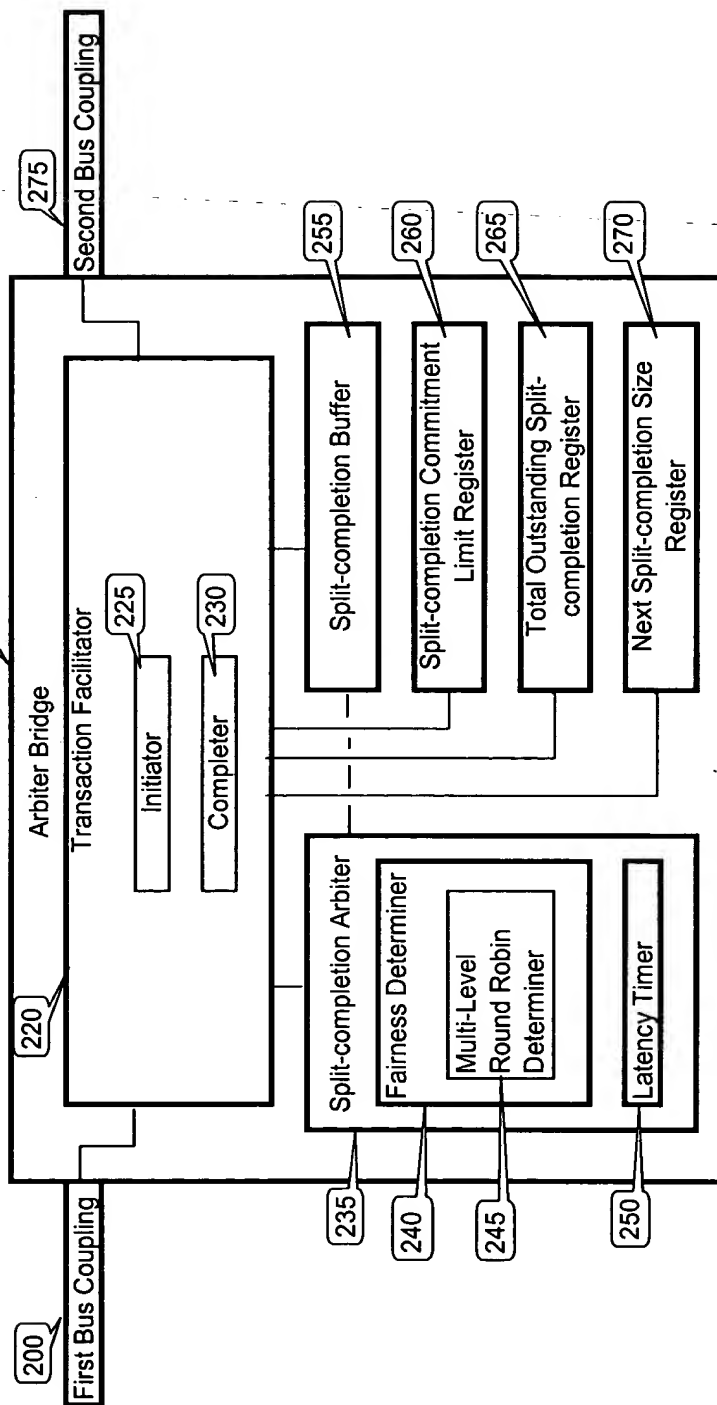 Arbiter Bridge
200
First Bus Coupling
275
Second Bus Coupling
220
Transaction Facilitator
225
Initiator
230
Completer
235
Split-completion Arbiter
240
Fairness Determiner
245
Multi-Level
Round Robin
Determiner
250
Latency Timer
255
Split-completion Buffer
260
Split-completion Commitment
Limit Register
265
Total Outstanding Split-
completion Register
270
Next Split-completion Size
Register